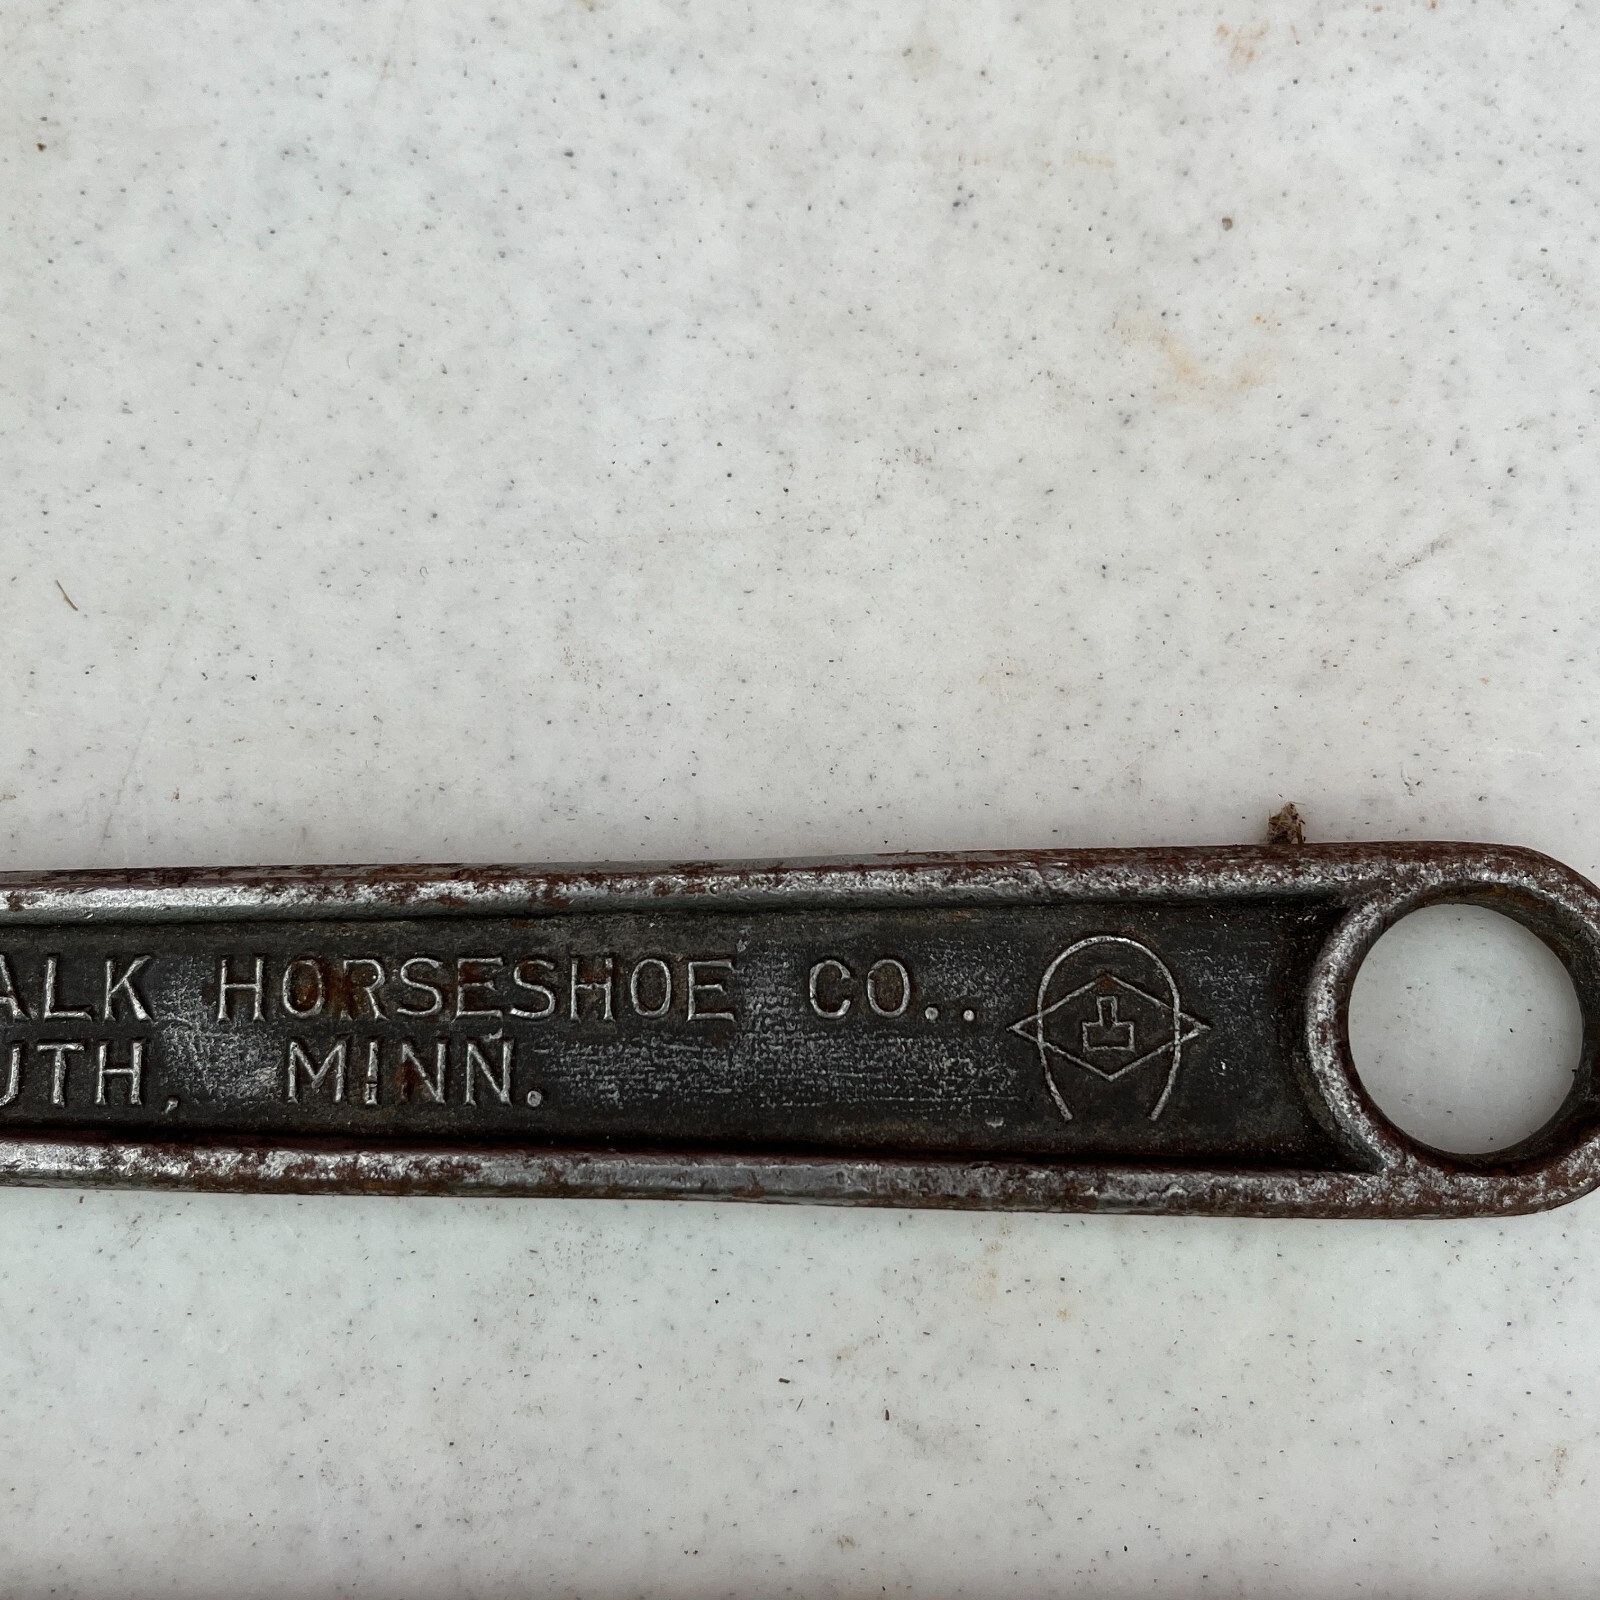 ALK HORSESHOE CO..
UTH, MINN.